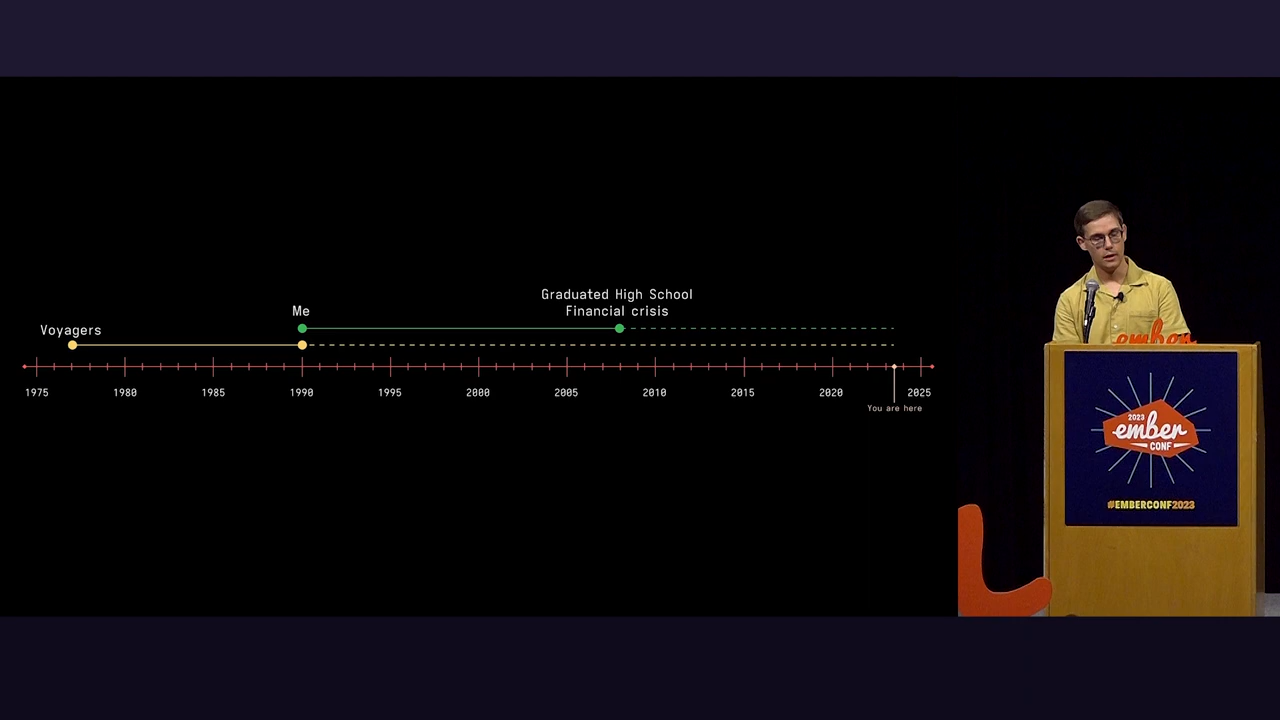 Graduated High School
Financial crisis
Me
Voyagers
1975
1980
1985
1990
1995
2000
2005
2010
2015
2020
2025
You are here
ember
2023
ember
CONF
#EMBERCONF2023